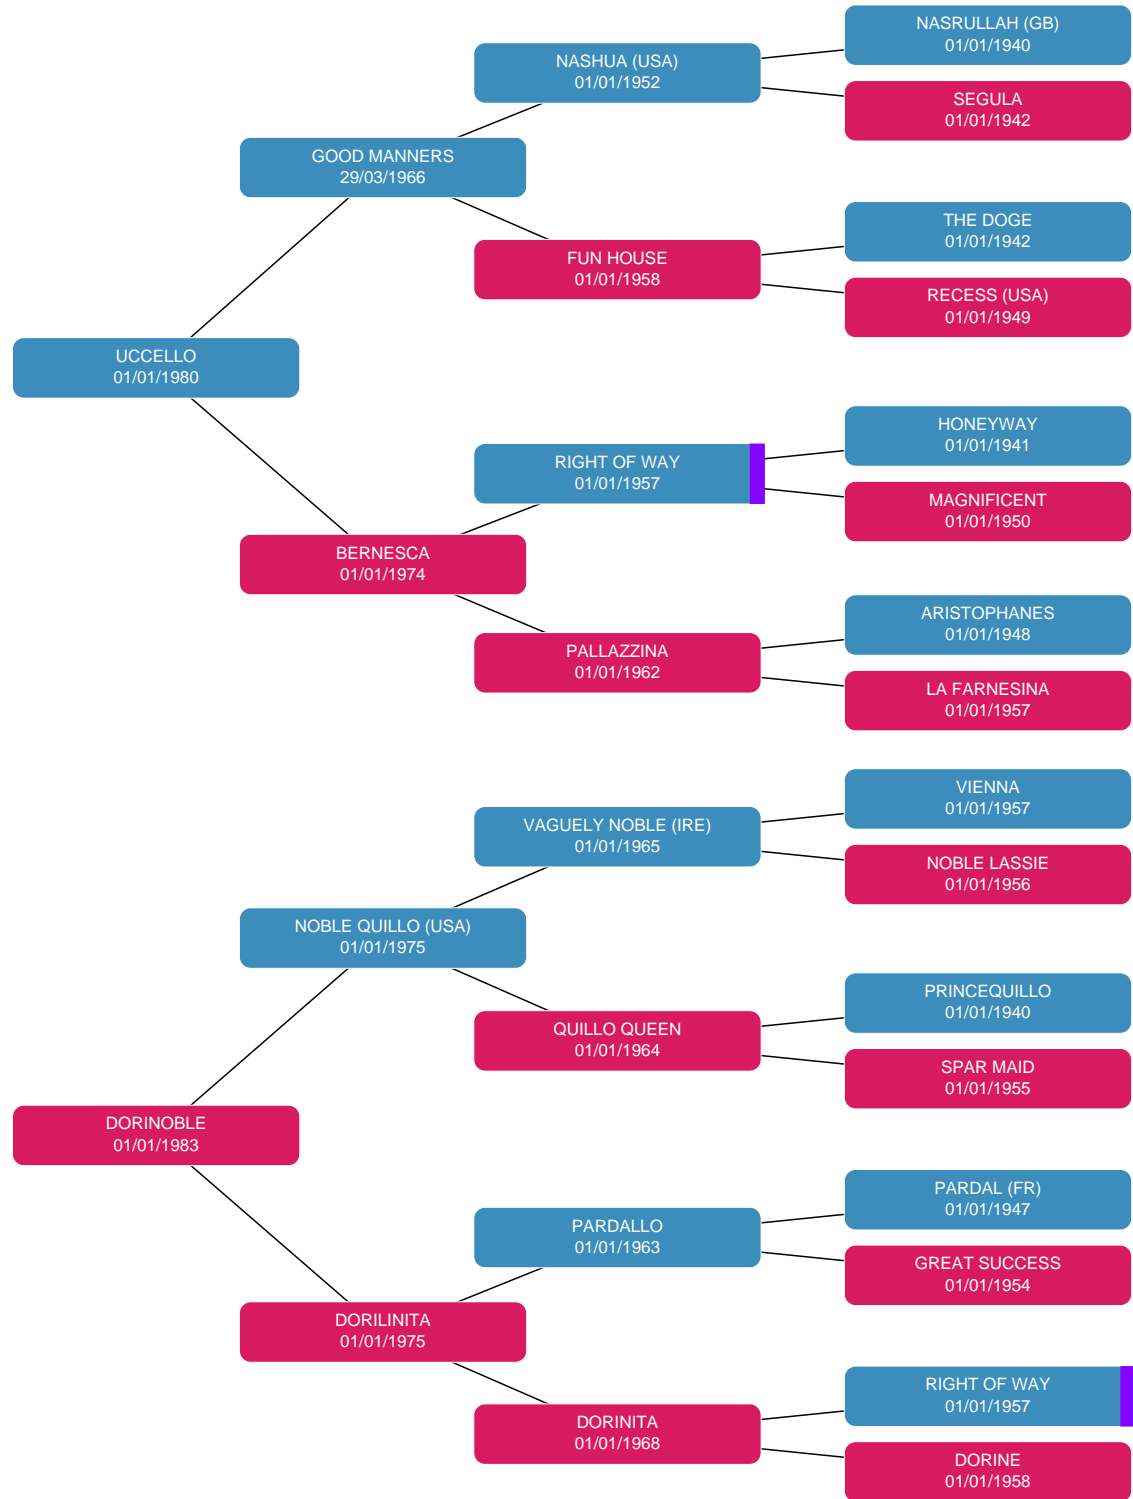 NASRULLAH (GB)
01/01/1940
NASHUA (USA)
01/01/1952
SEGULA
01/01/1942
GOOD MANNERS
29/03/1966
THE DOGE
01/01/1942
FUN HOUSE
01/01/1958
RECESS (USA)
01/01/1949
UCCELLO
01/01/1980
HONEYWAY
01/01/1941
RIGHT OF WAY
01/01/1957
MAGNIFICENT
01/01/1950
BERNESCA
01/01/1974
ARISTOPHANES
01/01/1948
PALLAZZINA
01/01/1962
LA FARNESINA
01/01/1957
VIENNA
01/01/1957
VAGUELY NOBLE (IRE)
01/01/1965
NOBLE LASSIE
01/01/1956
NOBLE QUILLO (USA)
01/01/1975
PRINCEQUILLO
01/01/1940
QUILLO QUEEN
01/01/1964
SPAR MAID
01/01/1955
DORINOBLE
01/01/1983
PARDAL (FR)
01/01/1947
PARDALLO
01/01/1963
GREAT SUCCESS
01/01/1954
DORILINITA
01/01/1975
RIGHT OF WAY
01/01/1957
DORINITA
01/01/1968
DORINE
01/01/1958